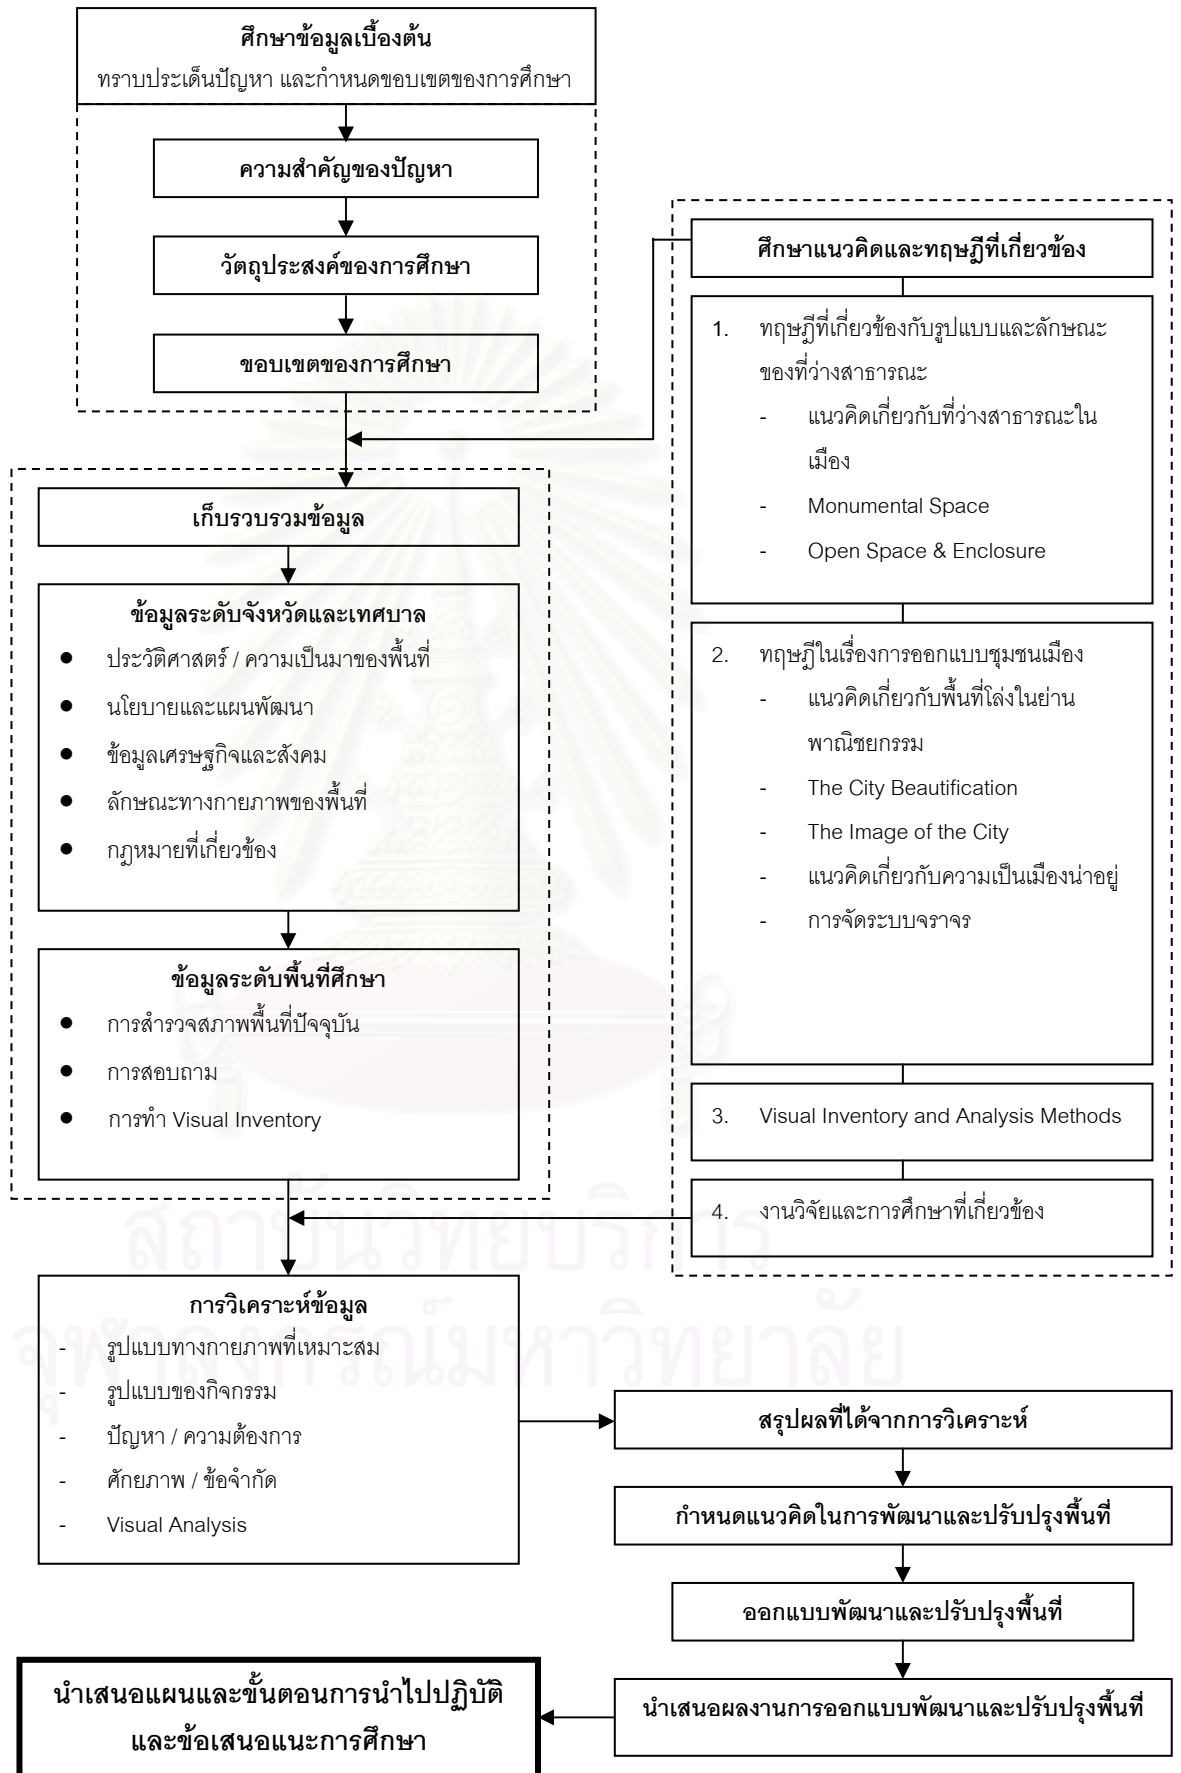 ศึกษาข้อมูลเบื้องต้น
ทราบประเด็นปัญหา และกำหนดขอบเขตของการศึกษา
ความสำคัญของปัญหา
วัตถุประสงค์ของการศึกษา
ขอบเขตของการศึกษา
ศึกษาแนวคิดและทฤษฎีที่เกี่ยวข้อง
1. ทฤษฎีที่เกี่ยวข้องกับรูปแบบและลักษณะ
ของที่ว่างสาธารณะ
- แนวคิดเกี่ยวกับที่ว่างสาธารณะใน
เมือง
- Monumental Space
- Open Space & Enclosure
2. ทฤษฎีในเรื่องการออกแบบชุมชนเมือง
- แนวคิดเกี่ยวกับพื้นที่โล่งในย่าน
พาณิชยกรรม
- The City Beautification
- The Image of the City
- แนวคิดเกี่ยวกับความเป็นเมืองน่าอยู่
- การจัดระบบจราจร
3. Visual Inventory and Analysis Methods
4. งานวิจัยและการศึกษาที่เกี่ยวข้อง
เก็บรวบรวมข้อมูล
ข้อมูลระดับจังหวัดและเทศบาล
● ประวัติศาสตร์ / ความเป็นมาของพื้นที่
● นโยบายและแผนพัฒนา
● ข้อมูลเศรษฐกิจและสังคม
● ลักษณะทางกายภาพของพื้นที่
● กฎหมายที่เกี่ยวข้อง
ข้อมูลระดับพื้นที่ศึกษา
● การสำรวจสภาพพื้นที่ปัจจุบัน
● การสอบถาม
● การทำ Visual Inventory
สถาบันวิทยบริการ
จุฬาลงกรณ์มหาวิทยาลัย
การวิเคราะห์ข้อมูล
- รูปแบบทางกายภาพที่เหมาะสม
- รูปแบบของกิจกรรม
- ปัญหา / ความต้องการ
- ศักยภาพ / ข้อจำกัด
- Visual Analysis
สรุปผลที่ได้จากการวิเคราะห์
กำหนดแนวคิดในการพัฒนาและปรับปรุงพื้นที่
ออกแบบพัฒนาและปรับปรุงพื้นที่
นำเสนอผลงานการออกแบบพัฒนาและปรับปรุงพื้นที่
นำเสนอแผนและขั้นตอนการนำไปปฏิบัติ
และข้อเสนอแนะการศึกษา